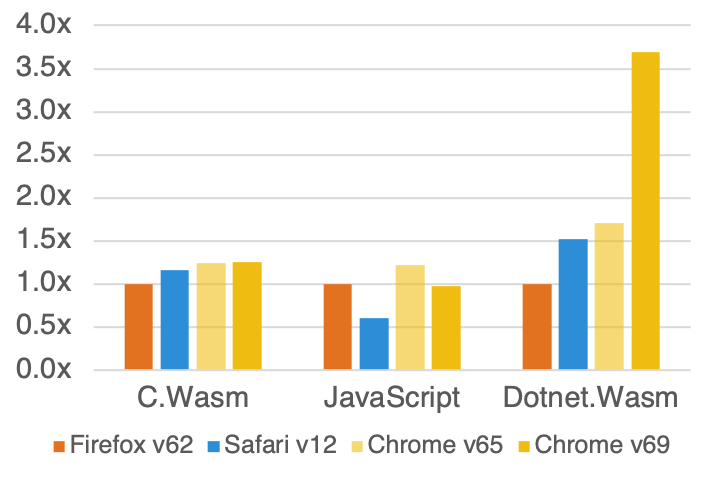 4.0x
3.5x
3.0x
2.5x
2.0x
1.5x
1.0x
0.5x
0.0x
C.Wasm JavaScript Dotnet.Wasm
Firefox v62 Safari v12 Chrome v65 Chrome v69